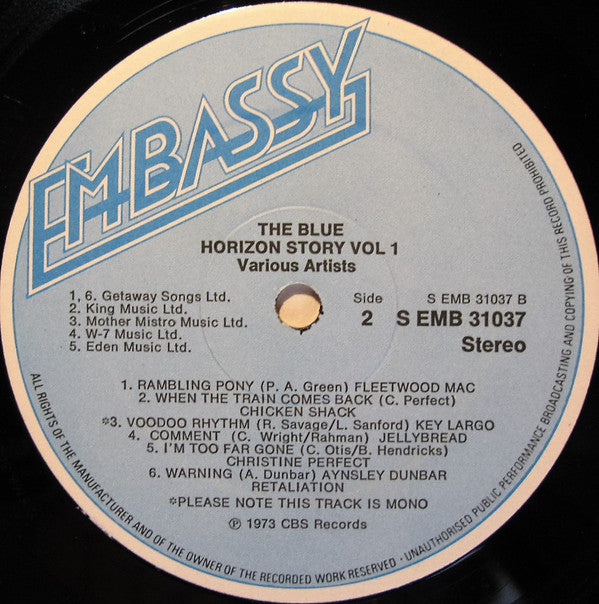 EMBASSY
THE BLUE
HORIZON STORY VOL 1
Various Artists
1, 6. Getaway Songs Ltd.
2. King Music Ltd.
3. Mother Mistro Music Ltd.
4. W-7 Music Ltd.
5. Eden Music Ltd.
Side
2
S EMB 31037 B
S EMB 31037
Stereo
1. RAMBLING PONY (P. A. Green) FLEETWOOD MAC
2. WHEN THE TRAIN COMES BACK (C. Perfect)
CHICKEN SHACK
*3. VOODOO RHYTHM (R. Savage/L. Sanford) KEY LARGO
4. COMMENT (C. Wright/Rahman) JELLYBREAD
5. I'M TOO FAR GONE (C. Otis/B. Hendricks)
CHRISTINE PERFECT
6. WARNING (A. Dunbar) AYNSLEY DUNBAR
RETALIATION
*PLEASE NOTE THIS TRACK IS MONO
℗ 1973 CBS Records
ALL RIGHTS OF THE MANUFACTURER AND OF THE OWNER OF THE RECORDED WORK RESERVED · UNAUTHORISED PUBLIC PERFORMANCE BROADCASTING AND COPYING OF THIS RECORD PROHIBITED